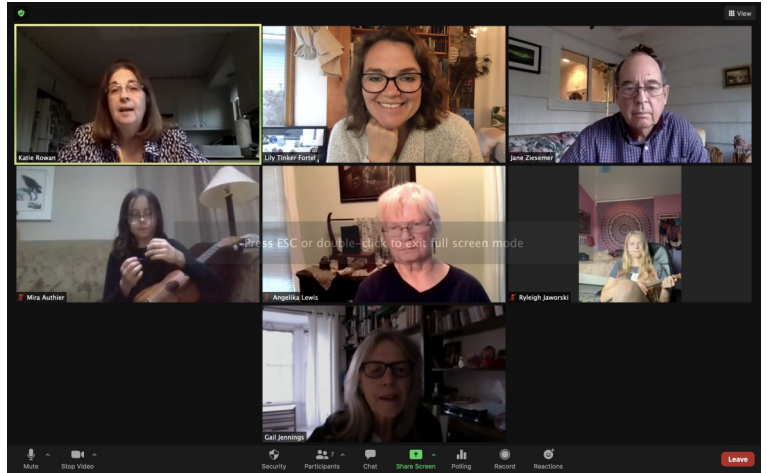 View
Katie Rowan
Lily Tinker Fortel
Jane Ziesemer
Press ESC or double-click to exit full screen mode
Mira Authier
Angelika Lewis
Ryleigh Jaworski
Gail Jennings
7
Mute
Stop Video
Security
Participants
Chat
Share Screen
Polling
Record
Reactions
Leave